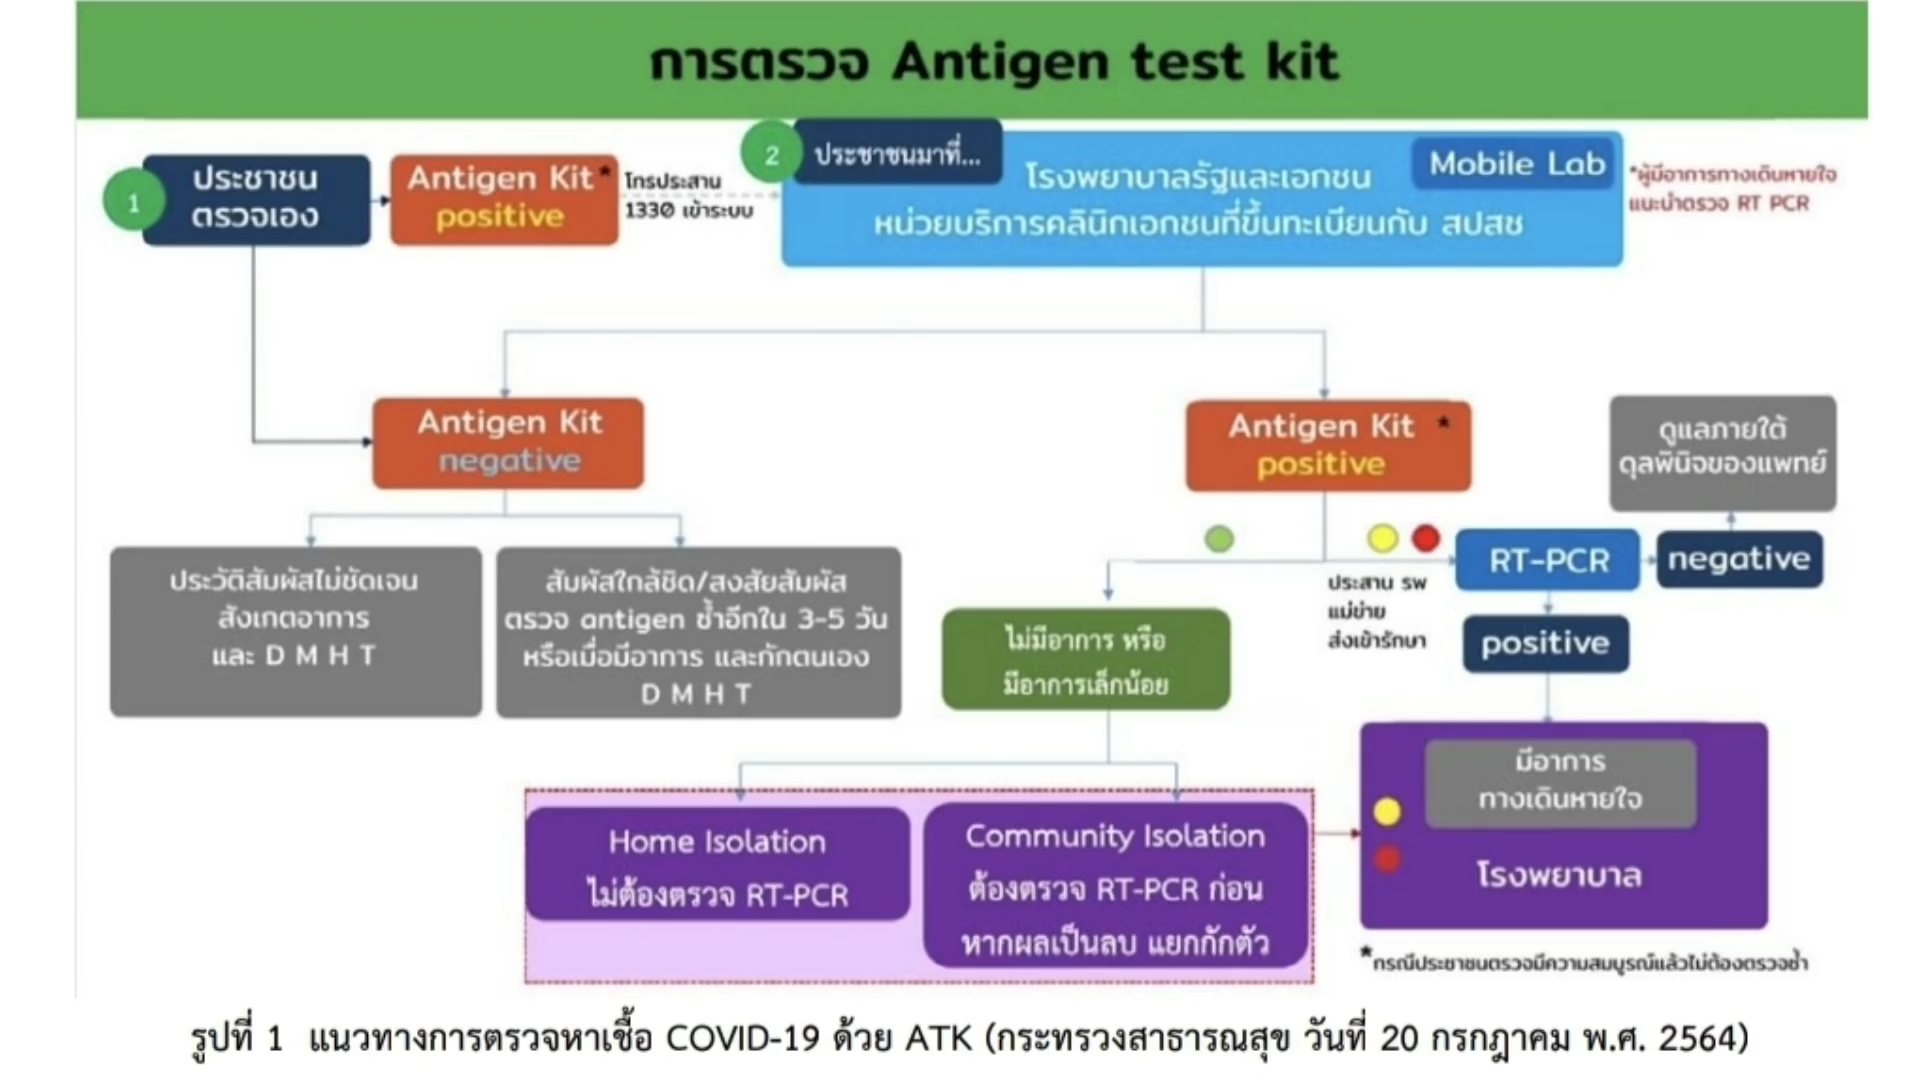 การตรวจ Antigen test kit
1
ประชาชน
ตรวจเอง
Antigen Kit*
positive
โทรประสาน
1330 เข้าระบบ
2
ประชาชนมาที่...
โรงพยาบาลรัฐและเอกชน
หน่วยบริการคลินิกเอกชนที่ขึ้นทะเบียนกับ สปสช
Mobile Lab
*ผู้มีอาการทางเดินหายใจ
แนะนำตรวจ RT PCR
Antigen Kit
negative
Antigen Kit *
positive
ดูแลภายใต้
ดุลพินิจของแพทย์
ประวัติสัมผัสไม่ชัดเจน
สังเกตอาการ
และ D M H T
สัมผัสใกล้ชิด/สงสัยสัมผัส
ตรวจ antigen ซ้ำอีกใน 3-5 วัน
หรือเมื่อมีอาการ และกักตนเอง
D M H T
RT-PCR
negative
ประสาน รพ
แม่ข่าย
ส่งเข้ารักษา
positive
ไม่มีอาการ หรือ
มีอาการเล็กน้อย
Home Isolation
ไม่ต้องตรวจ RT-PCR
Community Isolation
ต้องตรวจ RT-PCR ก่อน
หากผลเป็นลบ แยกกักตัว
มีอาการ
ทางเดินหายใจ
โรงพยาบาล
*กรณีประชาชนตรวจมีความสมบูรณ์แล้วไม่ต้องตรวจซ้ำ
รูปที่ 1 แนวทางการตรวจหาเชื้อ COVID-19 ด้วย ATK (กระทรวงสาธารณสุข วันที่ 20 กรกฎาคม พ.ศ. 2564)